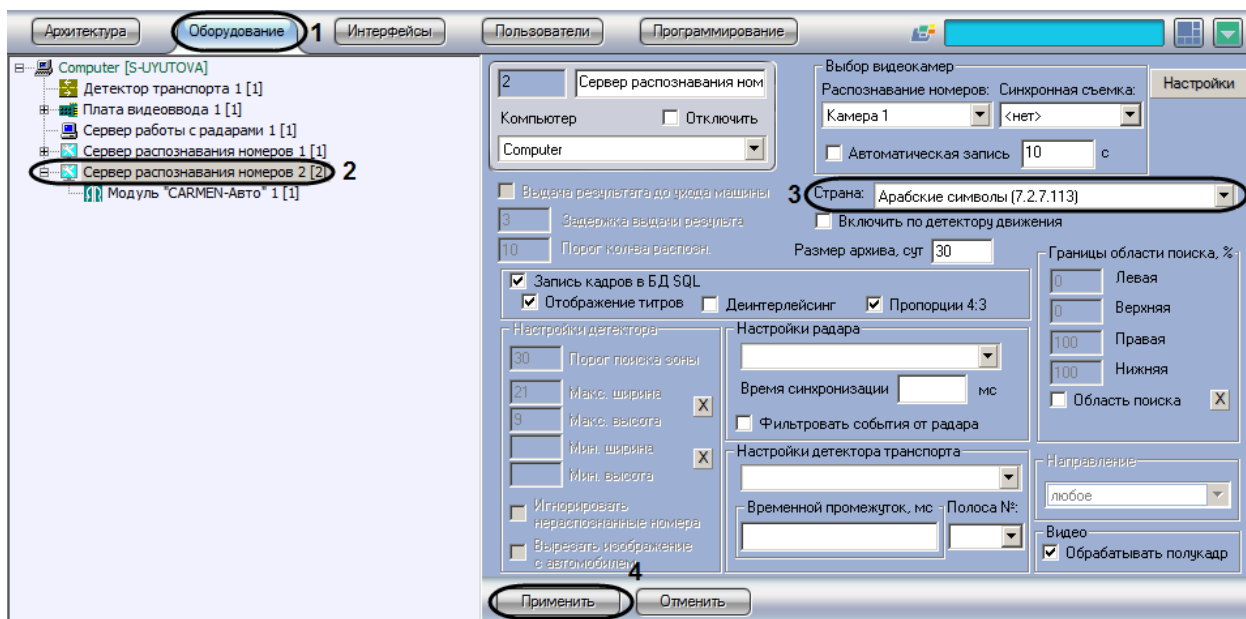 Архитектура Оборудование 1 Интерфейсы Пользователи Программирование
Computer [S-UYUTOVA]
Детектор транспорта 1 [1]
Плата видеоввода 1 [1]
Сервер работы с радарами 1 [1]
Сервер распознавания номеров 1 [1]
Сервер распознавания номеров 2 [2] 2
Модуль "CARMEN-Авто" 1 [1]
2 Сервер распознавания ном
Компьютер Отключить
Computer
Выбор видеокамер
Распознавание номеров: Синхронная съемка:
Камера 1 <нет>
Автоматическая запись 10 с
Настройки
Выдача результата до ухода машины
3 Задержка выдачи результа
10 Порог кол-ва распозн.
3 Страна: Арабские символы (7.2.7.113)
Включить по детектору движения
Размер архива, сут 30
Запись кадров в БД SQL
Отображение титров Деинтерлейсинг Пропорции 4:3
Границы области поиска, %
0 Левая
0 Верхняя
100 Правая
100 Нижняя
Область поиска X
Настройки детектора
30 Порог поиска зоны
21 Макс. ширина
X
9 Макс. высота
Мин. ширина
X
Мин. высота
Игнорировать
нераспознанные номера
Вырезать изображение
с автомобилем
Настройки радара
Время синхронизации мс
Фильтровать события от радара
Настройки детектора транспорта
Временной промежуток, мс Полоса №:
Направление
любое
Видео
Обрабатывать полукадр
4
Применить Отменить